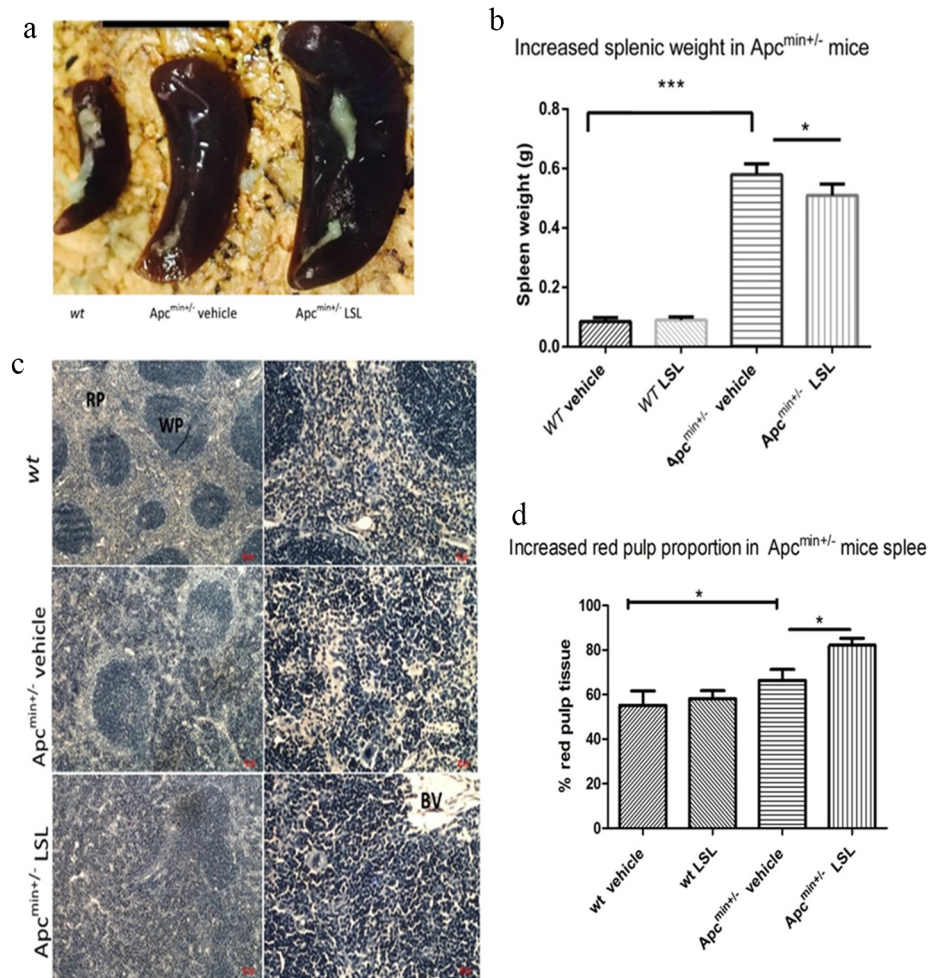 a
wt
Apcmin+/- vehicle
Apcmin+/- LSL
b
Increased splenic weight in Apcmin+/- mice
***
*
Spleen weight (g)
0.8
0.6
0.4
0.2
0.0
WT vehicle
WT LSL
Apcmin+/- vehicle
Apcmin+/- LSL
c
wt
RP
WP
Apcmin+/- vehicle
Apcmin+/- LSL
BV
d
Increased red pulp proportion in Apcmin+/- mice splee
*
*
% red pulp tissue
100
80
60
40
20
0
wt vehicle
wt LSL
Apcmin+/- vehicle
Apcmin+/- LSL